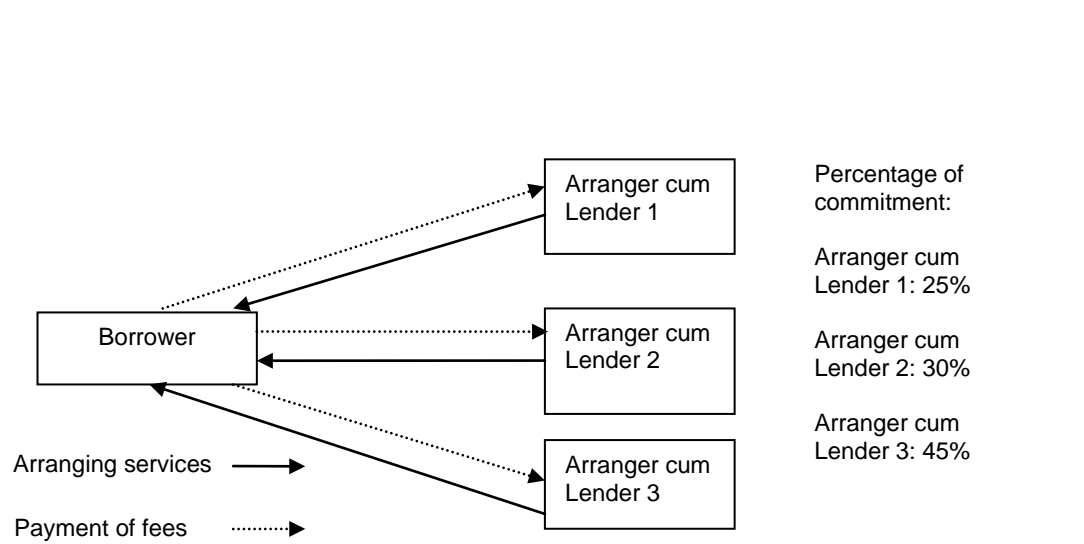 Arranger cum
Lender 1
Borrower
Arranger cum
Lender 2
Arranger cum
Lender 3
Arranging services
Payment of fees
Percentage of
commitment:
Arranger cum
Lender 1: 25%
Arranger cum
Lender 2: 30%
Arranger cum
Lender 3: 45%